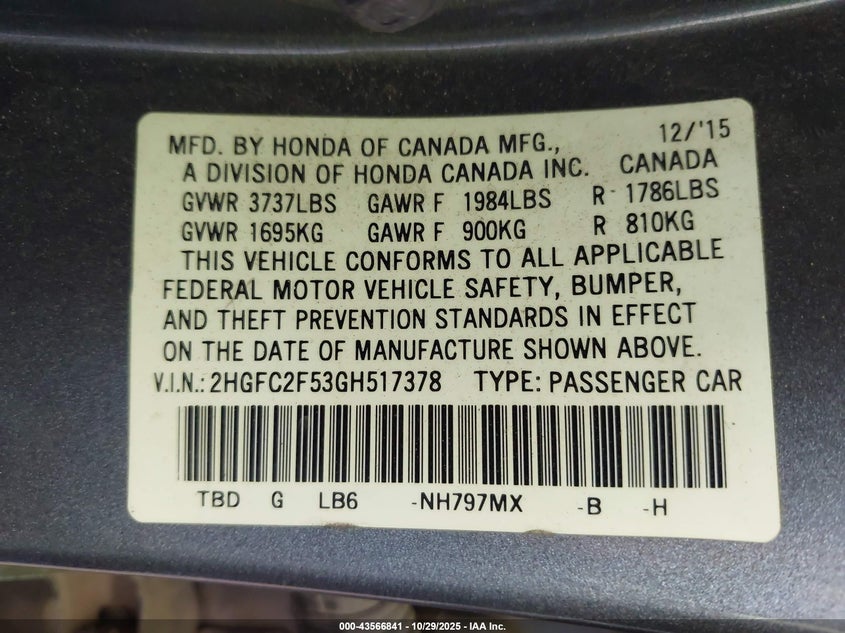 MFD. BY HONDA OF CANADA MFG., 12/'15
A DIVISION OF HONDA CANADA INC. CANADA
GVWR 3737LBS GAWR F 1984LBS R 1786LBS
GVWR 1695KG GAWR F 900KG R 810KG
THIS VEHICLE CONFORMS TO ALL APPLICABLE
FEDERAL MOTOR VEHICLE SAFETY, BUMPER,
AND THEFT PREVENTION STANDARDS IN EFFECT
ON THE DATE OF MANUFACTURE SHOWN ABOVE.
V.I.N.: 2HGFC2F53GH517378 TYPE: PASSENGER CAR
TBD G LB6 -NH797MX -B -H
000-43566841 - 10/29/2025 - IAA Inc.